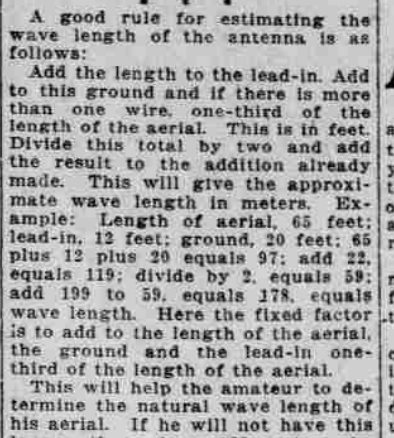 A good rule for estimating the
wave length of the antenna is as
follows:
Add the length to the lead-in. Add
to this ground and if there is more
than one wire, one-third of the
length of the aerial. This is in feet.
Divide this total by two and add
the result to the addition already
made. This will give the approxi-
mate wave length in meters. Ex-
ample: Length of aerial, 65 feet;
lead-in, 12 feet; ground, 20 feet; 65
plus 12 plus 20 equals 97; add 22,
equals 119; divide by 2, equals 59;
add 199 to 59, equals 178, equals
wave length. Here the fixed factor
is to add to the length of the aerial,
the ground and the lead-in one-
third of the length of the aerial.
This will help the amateur to de-
termine the natural wave length of
his aerial. If he will not have this